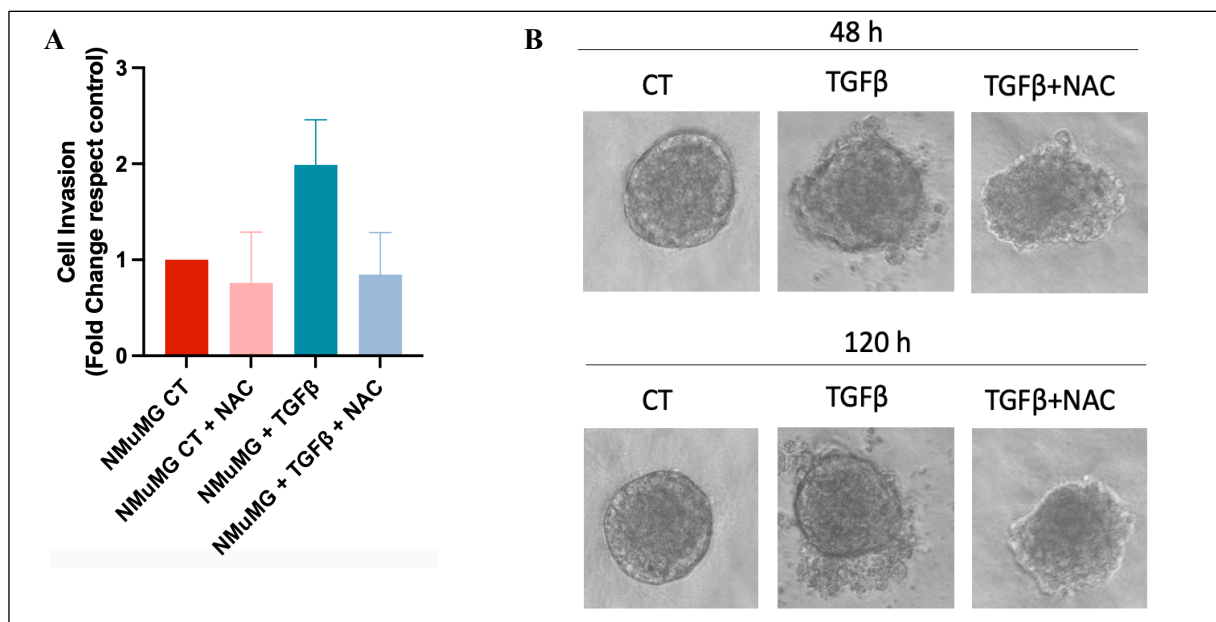 A
Cell Invasion
(Fold Change respect control)
3
2
1
0
NMuMG CT
NMuMG CT + NAC
NMuMG + TGFβ
NMuMG + TGFβ + NAC
B
48 h
CT TGFβ TGFβ+NAC
120 h
CT TGFβ TGFβ+NAC